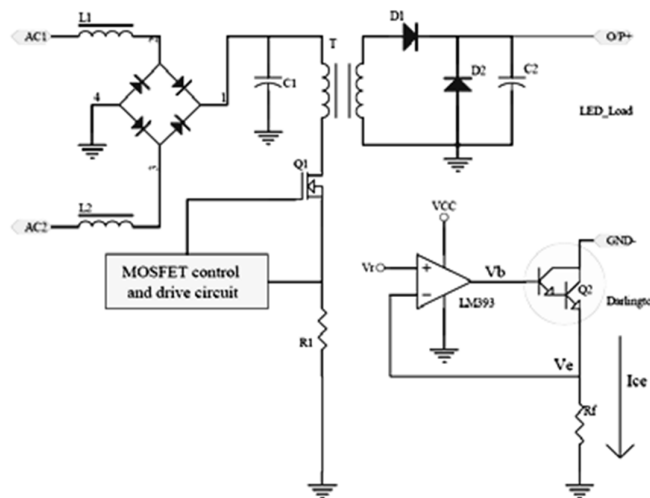 L1
AC1
4
1
C1
T
D1
D2
C2
O/P+
LED_Load
Q1
L2
AC2
MOSFET control
and drive circuit
R1
VCC
Vr
+
−
LM393
Vb
Q2
GND-
Darlingto
Ve
Ice
Rf